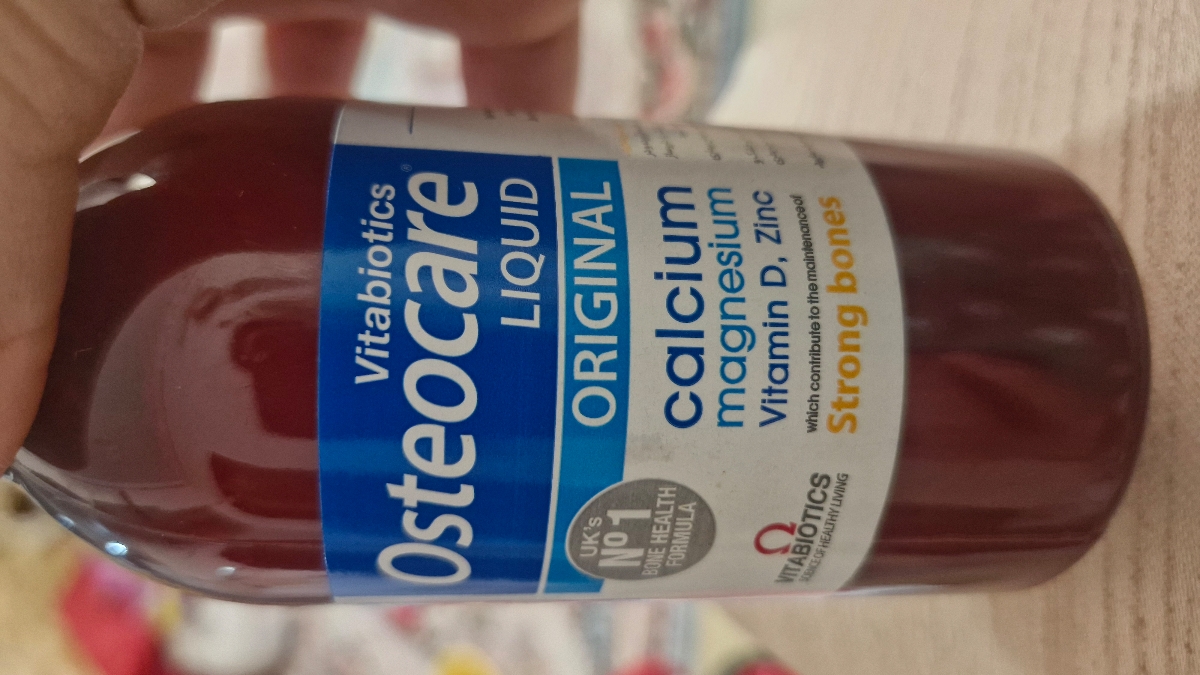 Vitabiotics
Osteocare®
LIQUID
ORIGINAL
UK's
Nº1
BONE HEALTH
FORMULA
calcium
magnesium
Vitamin D, Zinc
which contribute to the maintenance of
Strong bones
VITABIOTICS
SCIENCE OF HEALTHY LIVING